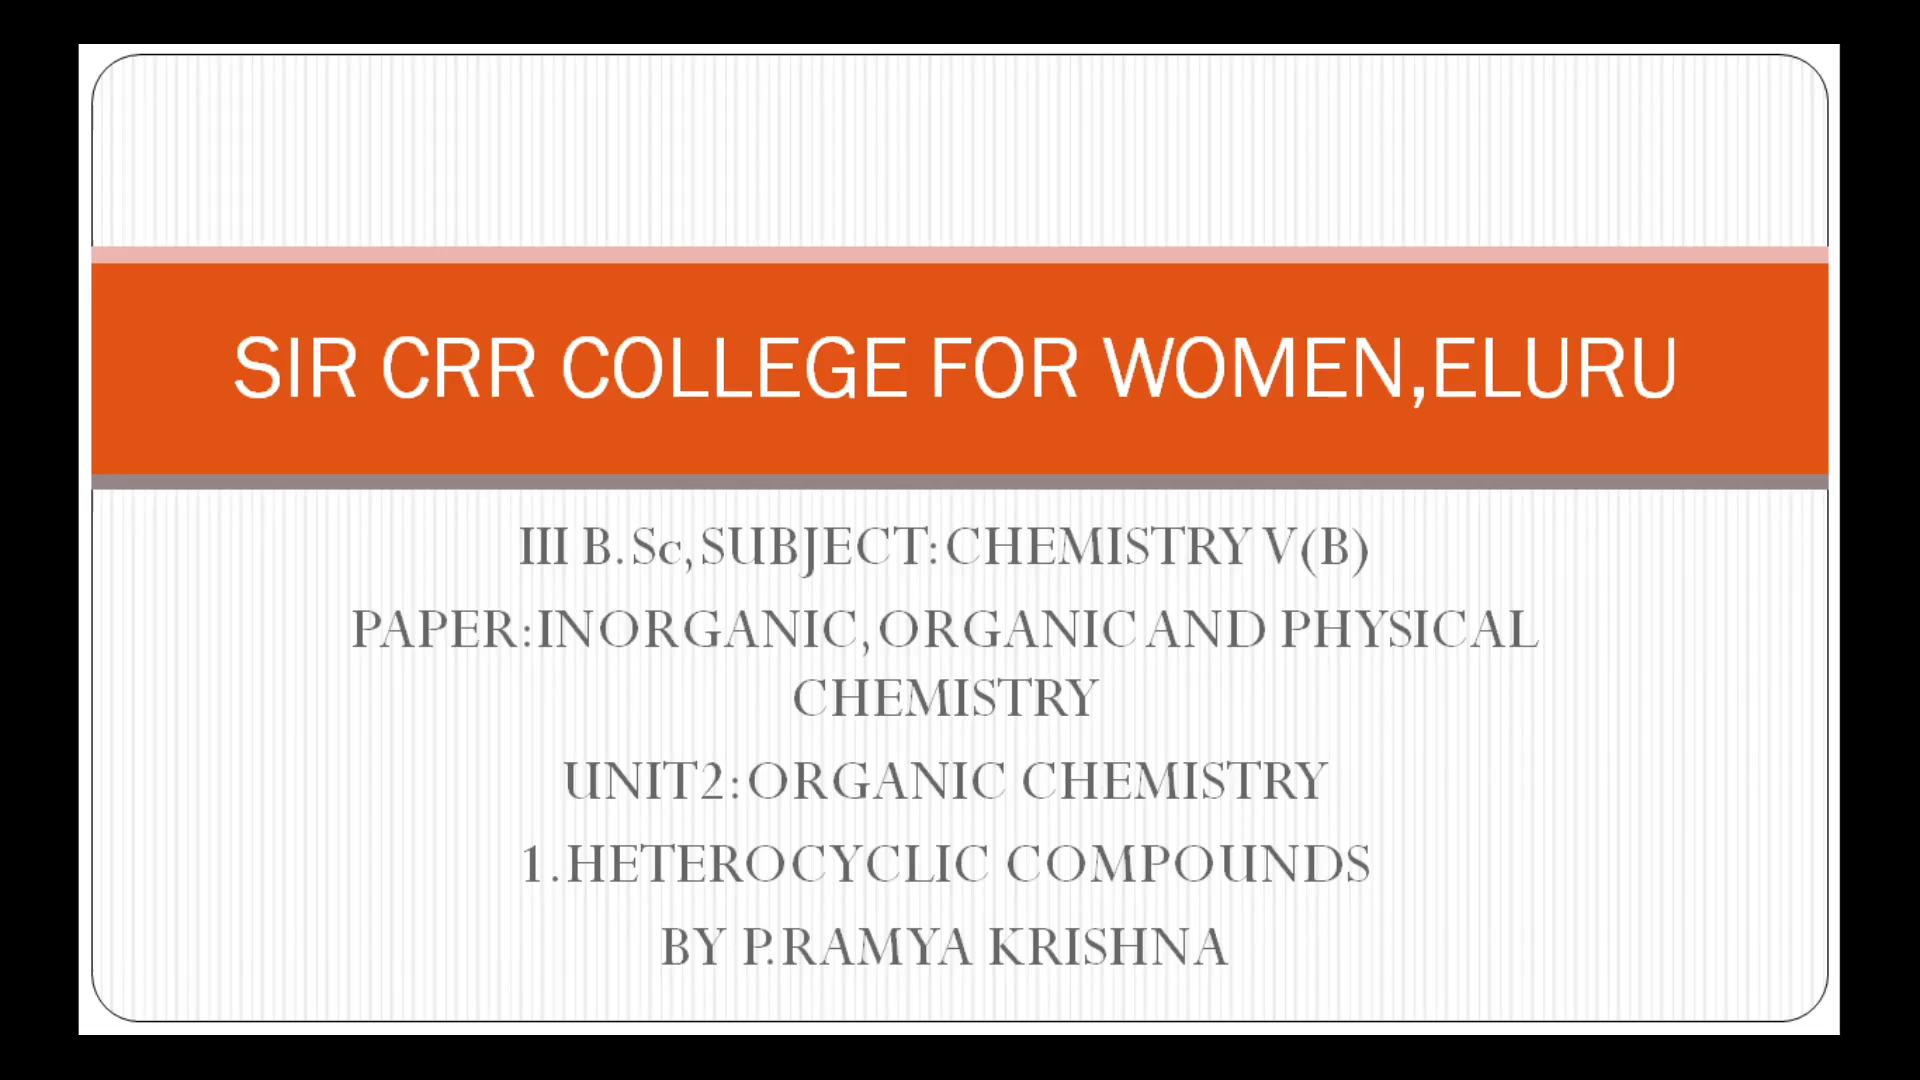 SIR CRR COLLEGE FOR WOMEN,ELURU
III B.Sc,SUBJECT:CHEMISTRY V(B)
PAPER:INORGANIC,ORGANIC AND PHYSICAL
CHEMISTRY
UNIT2:ORGANIC CHEMISTRY
1.HETEROCYCLIC COMPOUNDS
BY P.RAMYA KRISHNA